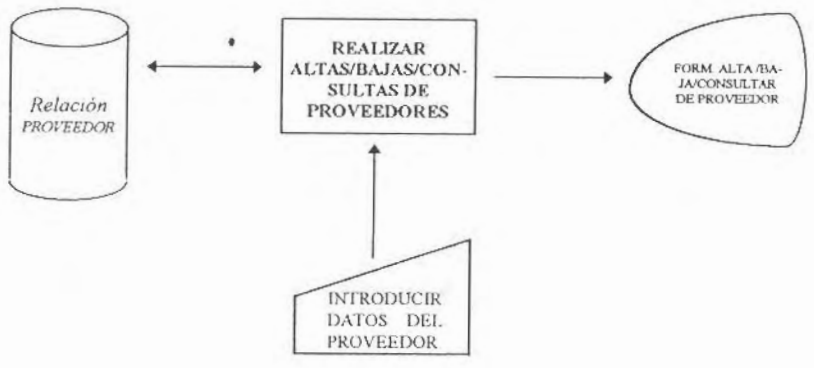 Relación
PROVEEDOR
REALIZAR
ALTAS/BAJAS/CON-
SULTAS DE
PROVEEDORES
FORM. ALTA /BA-
JA/CONSULTAR
DE PROVEEDOR
INTRODUCIR
DATOS DEL
PROVEEDOR